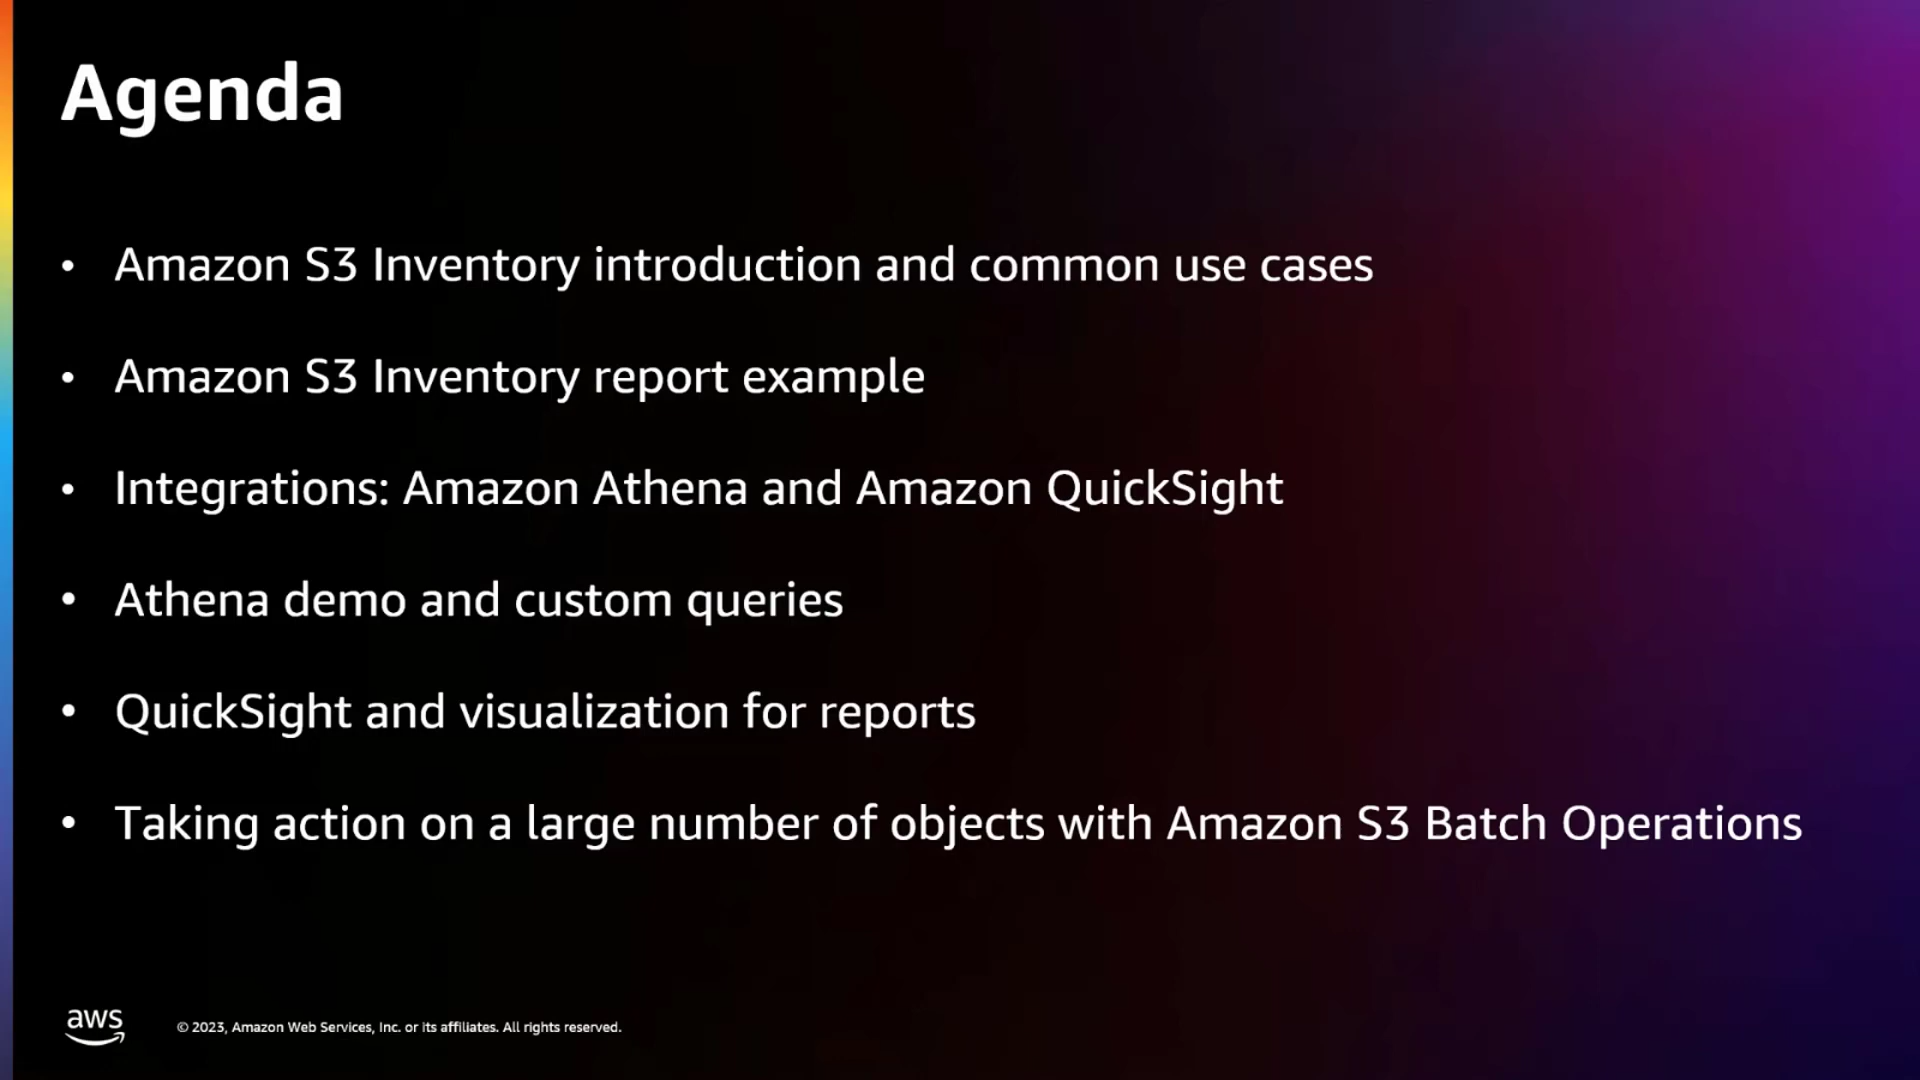 Agenda
• Amazon S3 Inventory introduction and common use cases
• Amazon S3 Inventory report example
• Integrations: Amazon Athena and Amazon QuickSight
• Athena demo and custom queries
• QuickSight and visualization for reports
• Taking action on a large number of objects with Amazon S3 Batch Operations
aws
© 2023, Amazon Web Services, Inc. or its affiliates. All rights reserved.